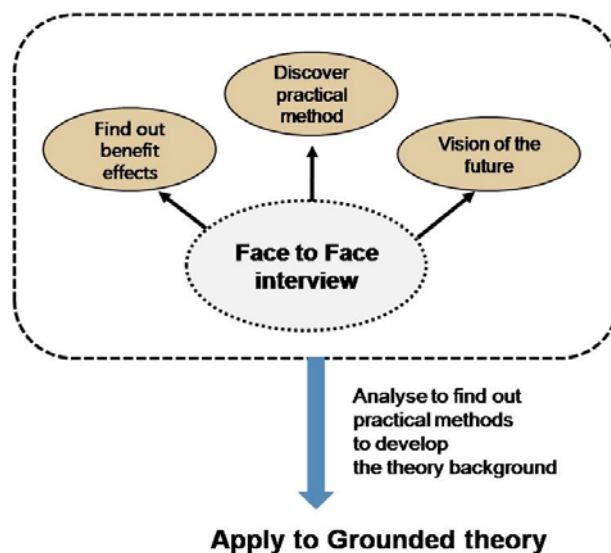 Discover
practical
method
Find out
benefit
effects
Vision of the
future
Face to Face
interview
Analyse to find out
practical methods
to develop
the theory background
Apply to Grounded theory